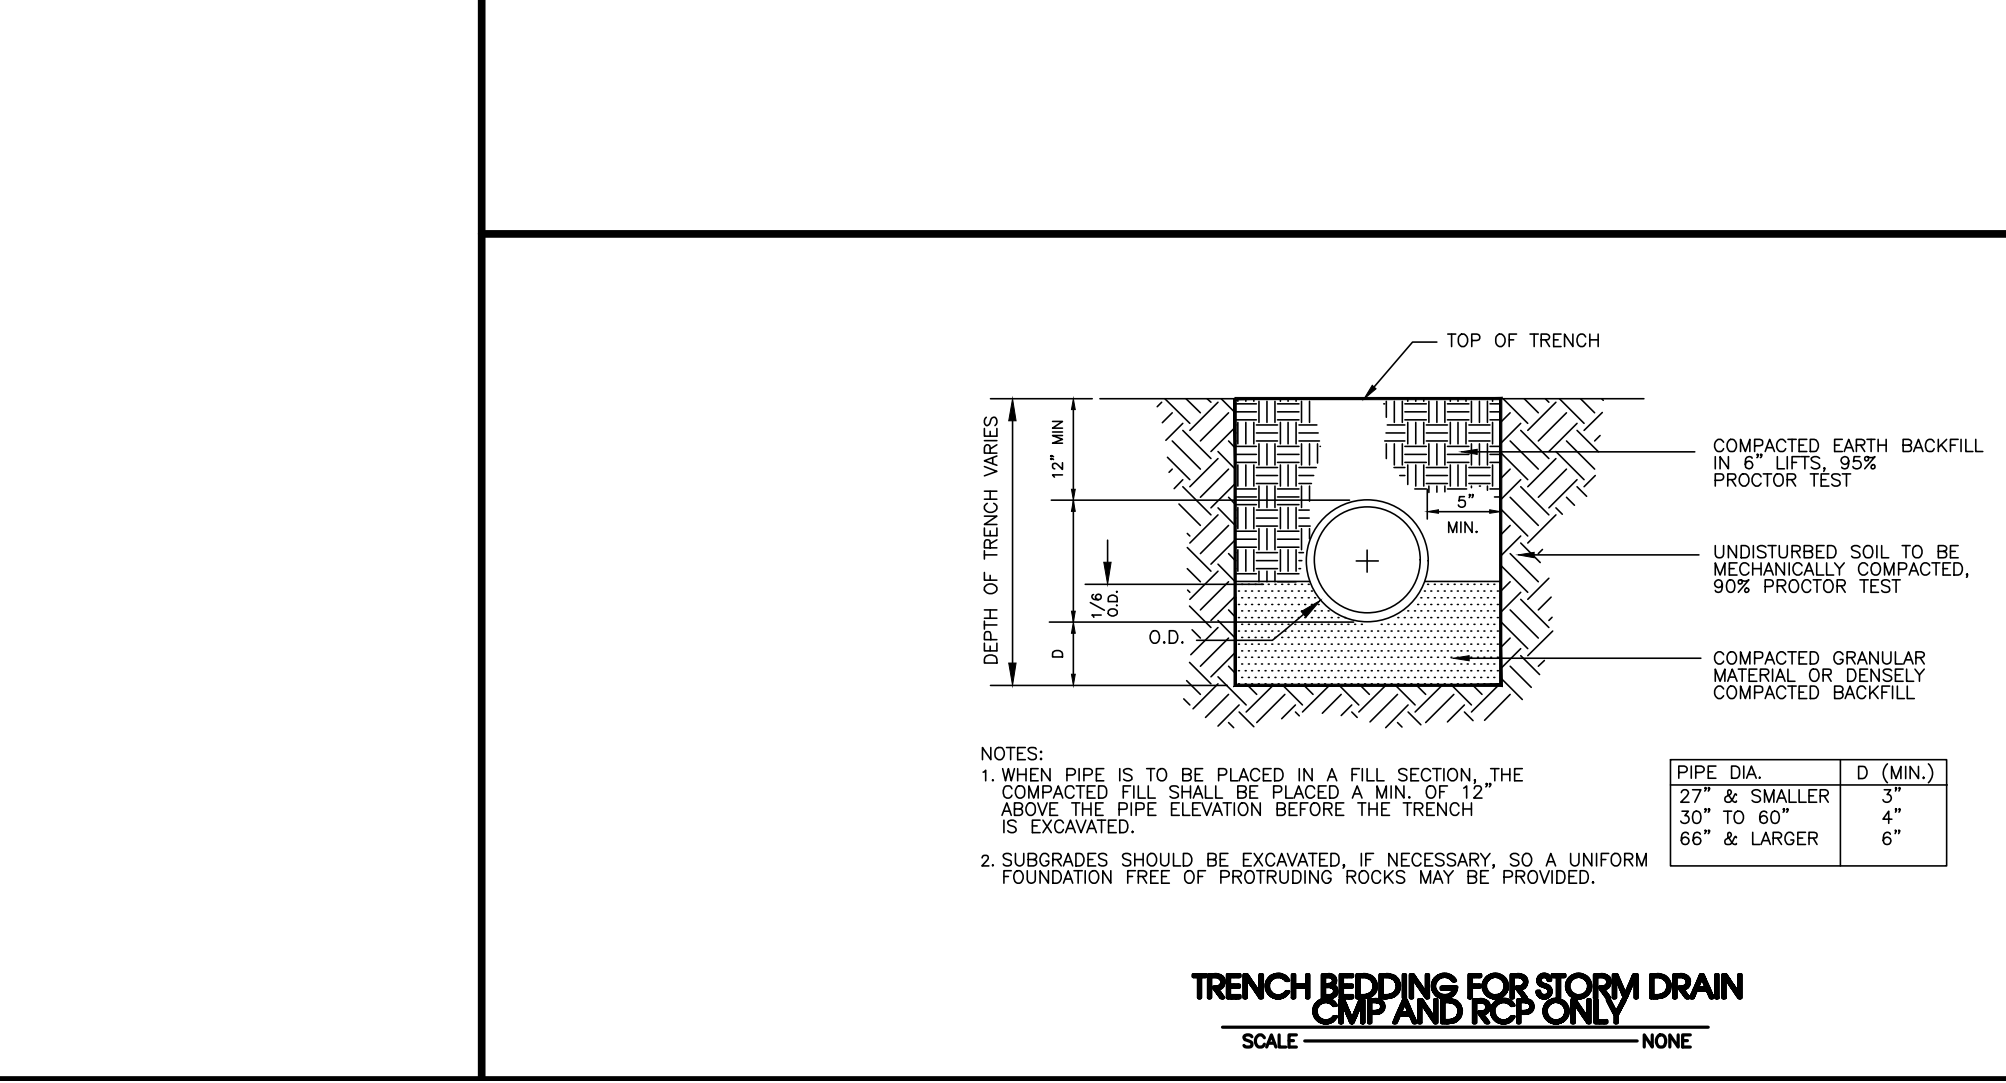 TOP OF TRENCH
DEPTH OF TRENCH VARIES
12" MIN
COMPACTED EARTH BACKFILL
IN 6" LIFTS, 95%
PROCTOR TEST
5"
MIN.
UNDISTURBED SOIL TO BE
MECHANICALLY COMPACTED,
90% PROCTOR TEST
1/6
O.D.
O.D.
D
COMPACTED GRANULAR
MATERIAL OR DENSELY
COMPACTED BACKFILL
NOTES:
1. WHEN PIPE IS TO BE PLACED IN A FILL SECTION, THE
COMPACTED FILL SHALL BE PLACED A MIN. OF 12"
ABOVE THE PIPE ELEVATION BEFORE THE TRENCH
IS EXCAVATED.
2. SUBGRADES SHOULD BE EXCAVATED, IF NECESSARY, SO A UNIFORM
FOUNDATION FREE OF PROTRUDING ROCKS MAY BE PROVIDED.
PIPE DIA. D (MIN.)
27" & SMALLER 3"
30" TO 60" 4"
66" & LARGER 6"
TRENCH BEDDING FOR STORM DRAIN
CMP AND RCP ONLY
SCALE NONE